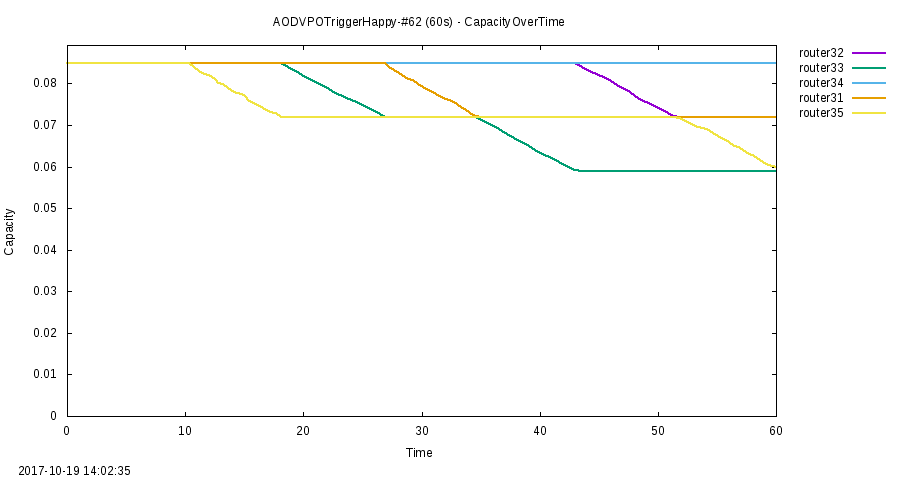 AODVPOTriggerHappy-#62 (60s) - CapacityOverTime
router32
router33
router34
router31
router35
0.08
0.07
0.06
0.05
0.04
0.03
0.02
0.01
0
Capacity
0 10 20 30 40 50 60
Time
2017-10-19 14:02:35